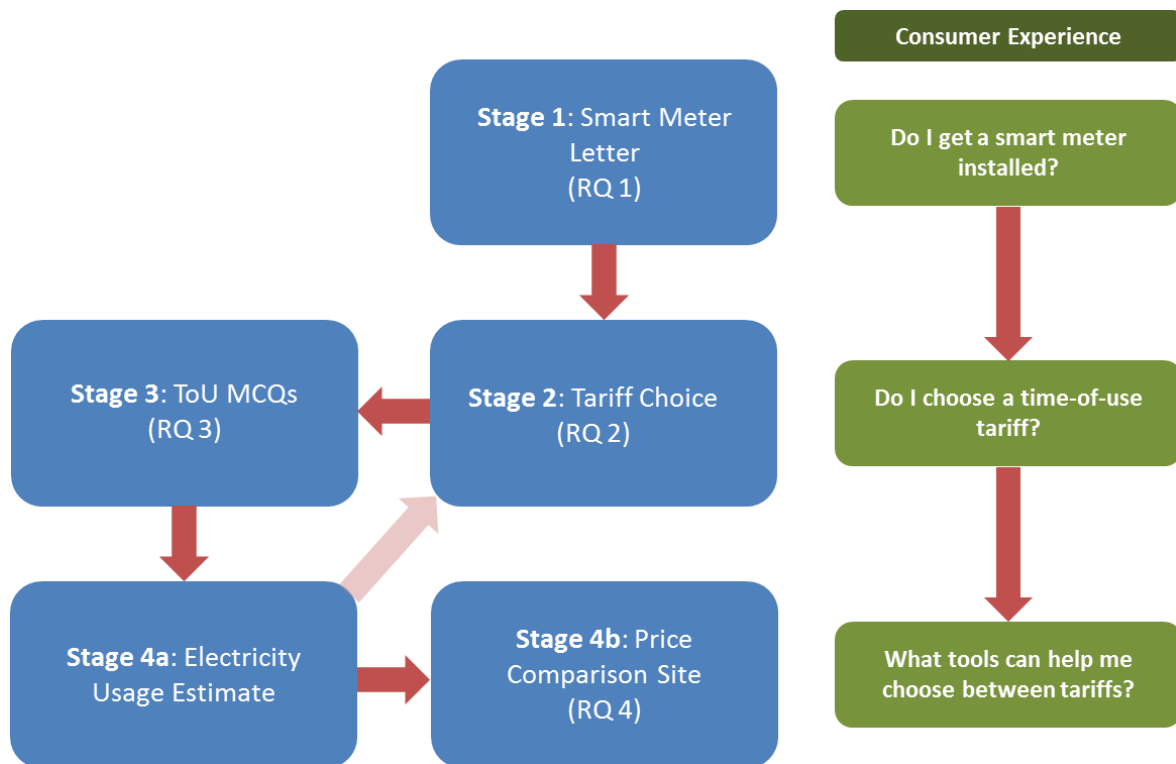 Consumer Experience
Stage 1: Smart Meter
Letter
(RQ 1)
Do I get a smart meter
installed?
Stage 3: ToU MCQs
(RQ 3)
Stage 2: Tariff Choice
(RQ 2)
Do I choose a time-of-use
tariff?
Stage 4a: Electricity
Usage Estimate
Stage 4b: Price
Comparison Site
(RQ 4)
What tools can help me
choose between tariffs?